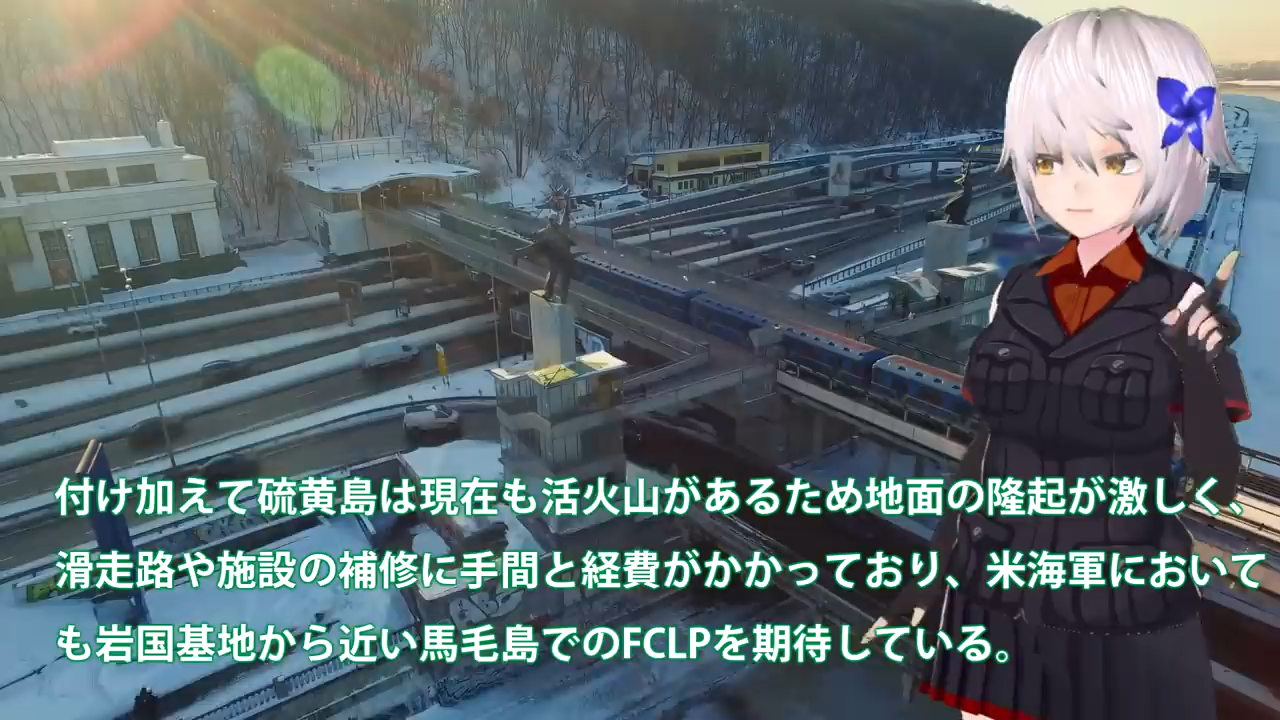 付け加えて硫黄島は現在も活火山があるため地面の隆起が激しく、
滑走路や施設の補修に手間と経費がかかっており、米海軍において
も岩国基地から近い馬毛島でのFCLPを期待している。